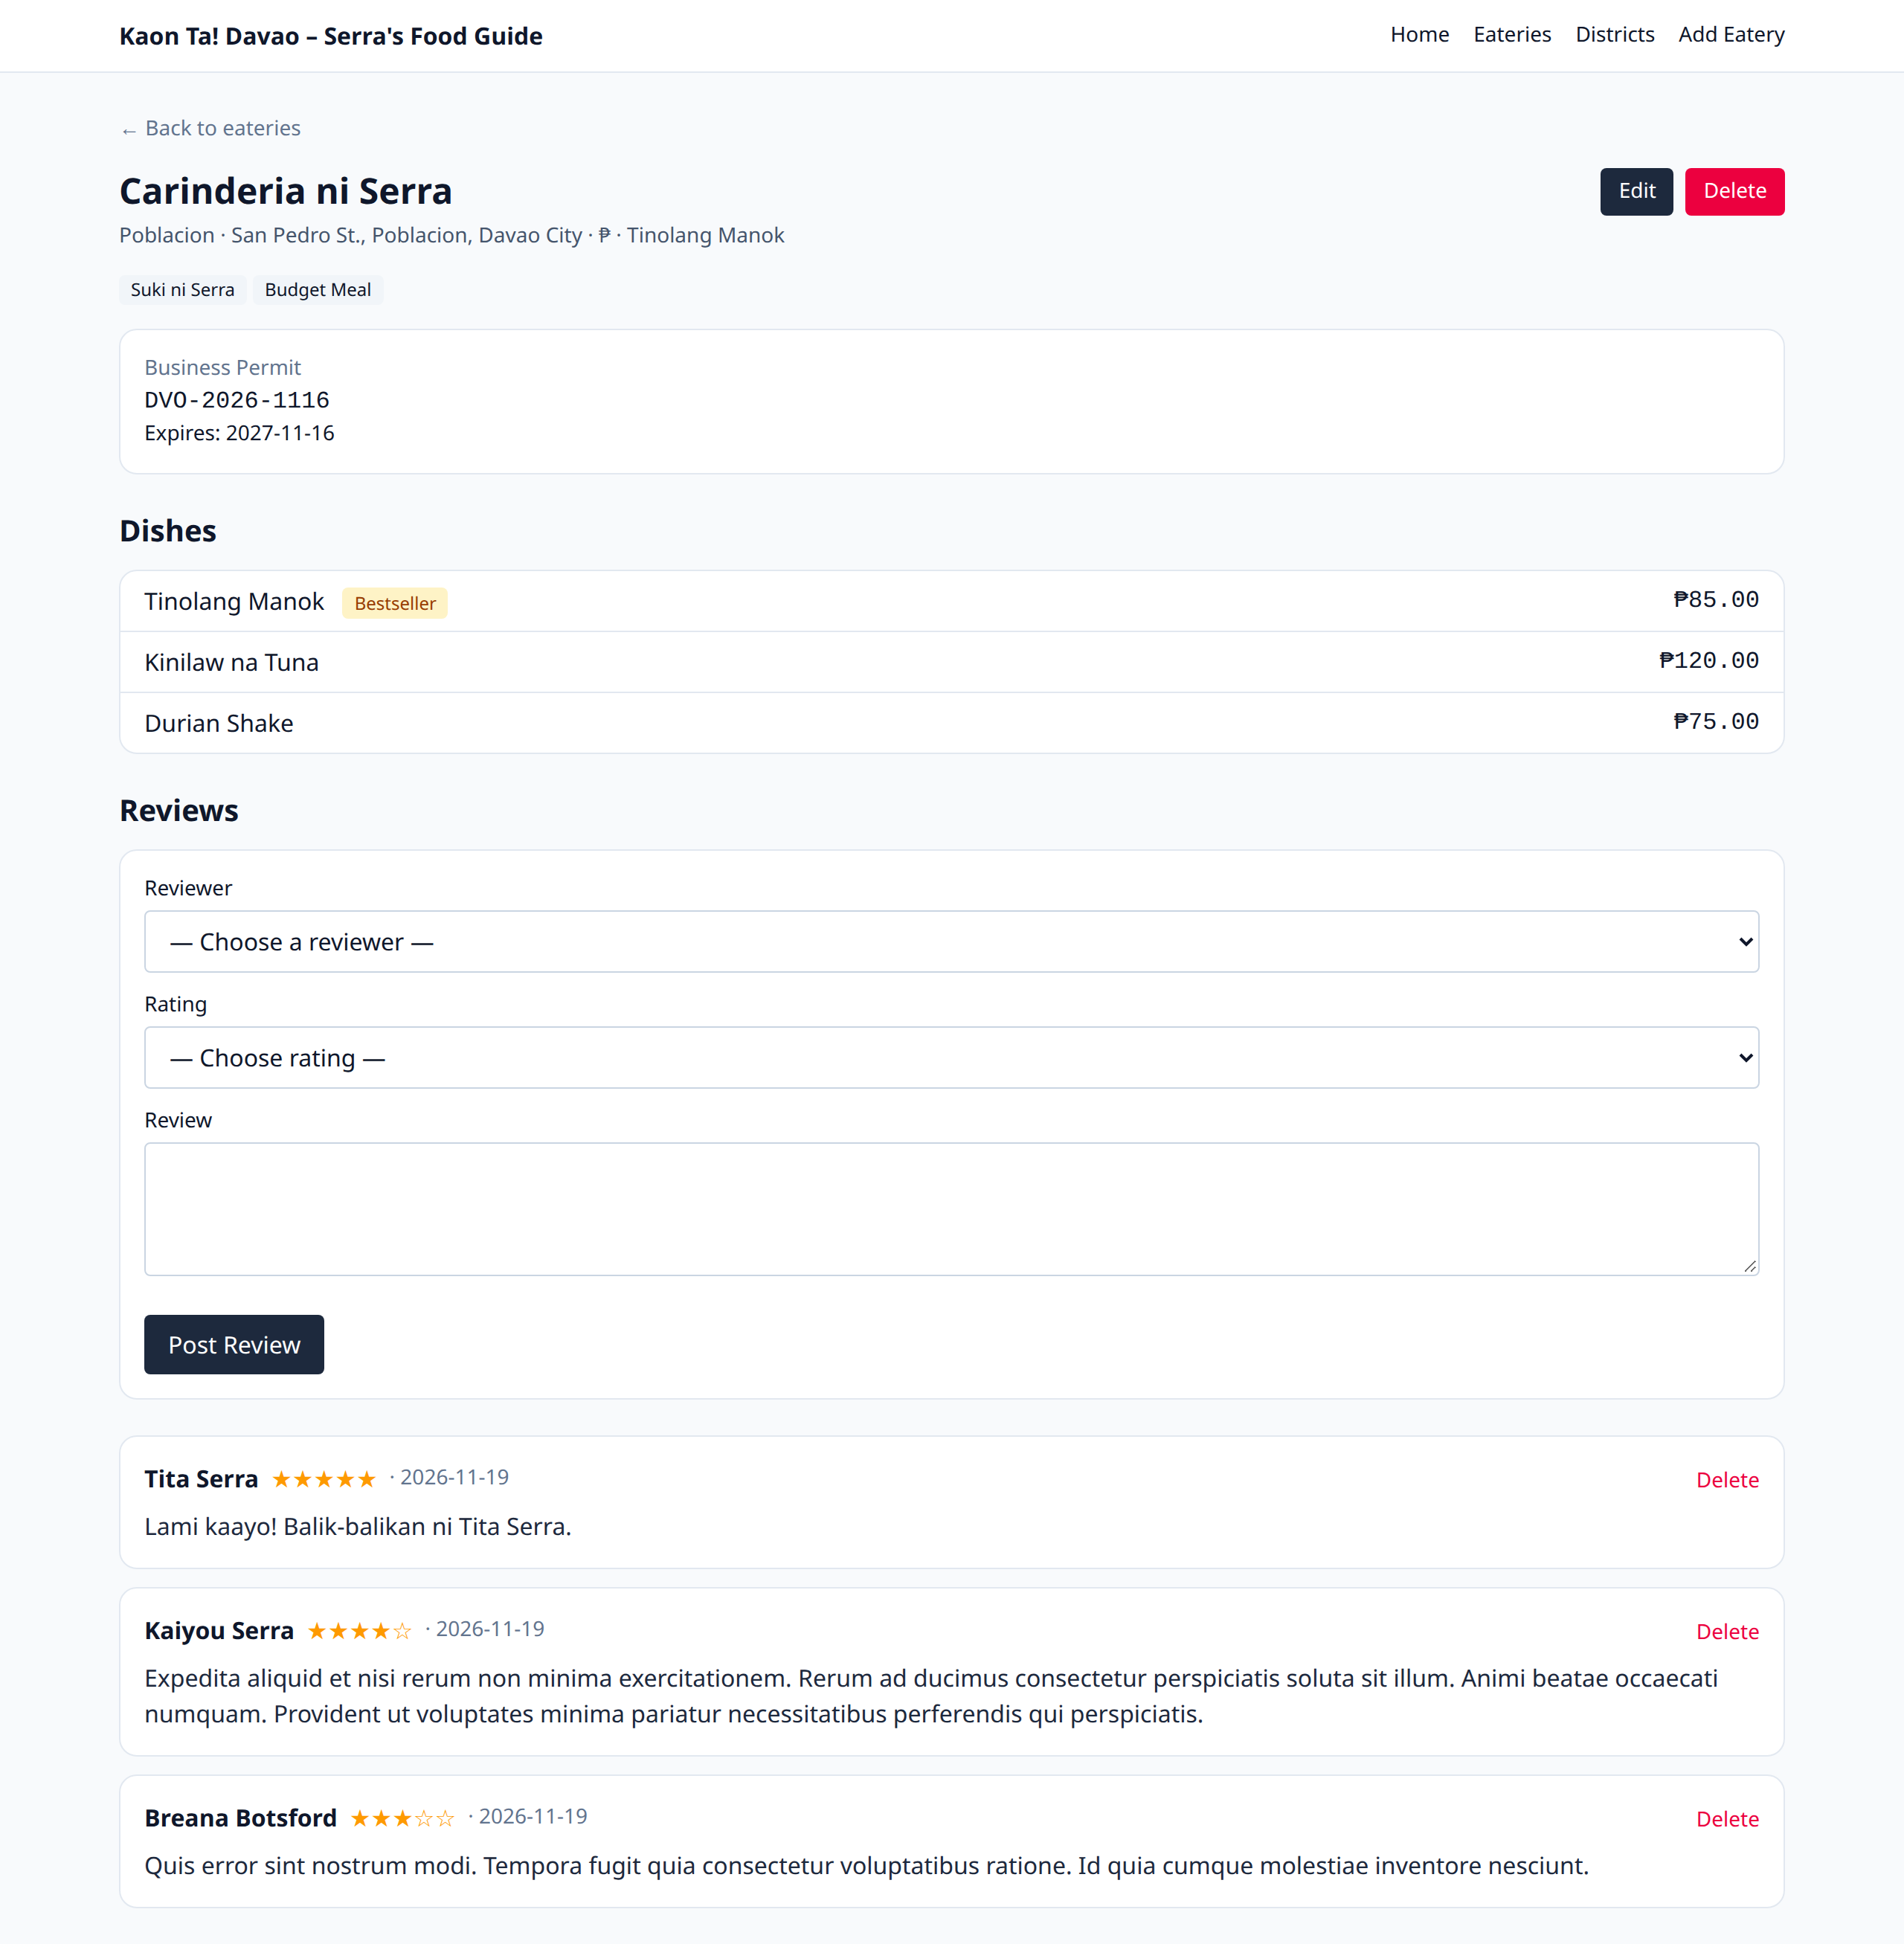 Kaon Ta! Davao – Serra's Food Guide
Home Eateries Districts Add Eatery
← Back to eateries
Carinderia ni Serra
Edit Delete
Poblacion · San Pedro St., Poblacion, Davao City · ₱ · Tinolang Manok
Suki ni Serra Budget Meal
Business Permit
DVO-2026-1116
Expires: 2027-11-16
Dishes
Tinolang Manok Bestseller ₱85.00
Kinilaw na Tuna ₱120.00
Durian Shake ₱75.00
Reviews
Reviewer
— Choose a reviewer —
Rating
— Choose rating —
Review
Post Review
Tita Serra ★★★★★ · 2026-11-19 Delete
Lami kaayo! Balik-balikan ni Tita Serra.
Kaiyou Serra ★★★★☆ · 2026-11-19 Delete
Expedita aliquid et nisi rerum non minima exercitationem. Rerum ad ducimus consectetur perspiciatis soluta sit illum. Animi beatae occaecati
numquam. Provident ut voluptates minima pariatur necessitatibus perferendis qui perspiciatis.
Breana Botsford ★★★☆☆ · 2026-11-19 Delete
Quis error sint nostrum modi. Tempora fugit quia consectetur voluptatibus ratione. Id quia cumque molestiae inventore nesciunt.